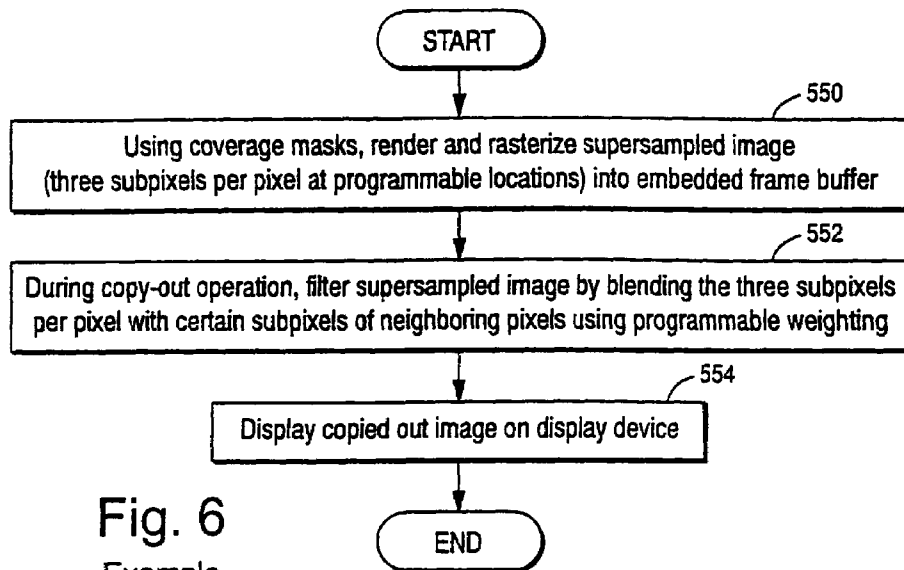 START
550
Using coverage masks, render and rasterize supersampled image
(three subpixels per pixel at programmable locations) into embedded frame buffer
552
During copy-out operation, filter supersampled image by blending the three subpixels
per pixel with certain subpixels of neighboring pixels using programmable weighting
554
Display copied out image on display device
END
Fig. 6
Example